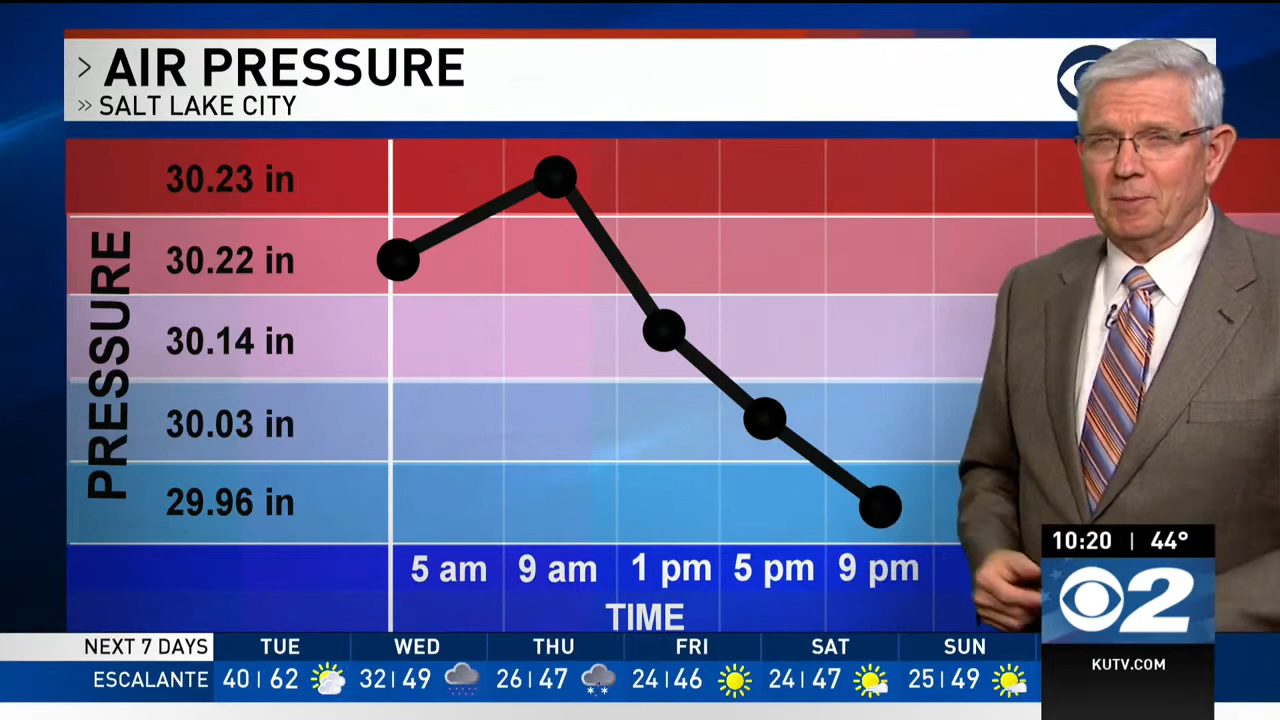 > AIR PRESSURE
» SALT LAKE CITY
PRESSURE
30.23 in
30.22 in
30.14 in
30.03 in
29.96 in
5 am 9 am 1 pm 5 pm 9 pm
TIME
10:20 | 44°
2
KUTV.COM
NEXT 7 DAYS TUE WED THU FRI SAT SUN
ESCALANTE 40|62 32|49 26|47 24|46 24|47 25|49